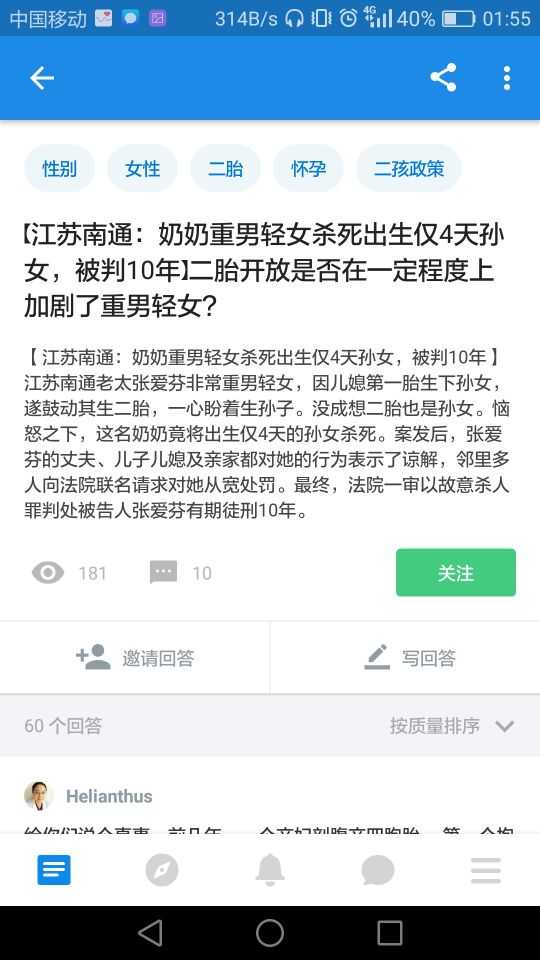 中国移动 314B/s 4G 40% 01:55
性别 女性 二胎 怀孕 二孩政策
【江苏南通：奶奶重男轻女杀死出生仅4天孙
女，被判10年】二胎开放是否在一定程度上
加剧了重男轻女？
【 江苏南通：奶奶重男轻女杀死出生仅4天孙女，被判10年 】
江苏南通老太张爱芬非常重男轻女，因儿媳第一胎生下孙女，
遂鼓动其生二胎，一心盼着生孙子。没成想二胎也是孙女。恼
怒之下，这名奶奶竟将出生仅4天的孙女杀死。案发后，张爱
芬的丈夫、儿子儿媳及亲家都对她的行为表示了谅解，邻里多
人向法院联名请求对她从宽处罚。最终，法院一审以故意杀人
罪判处被告人张爱芬有期徒刑10年。
181 10 关注
邀请回答 写回答
60 个回答 按质量排序
Helianthus